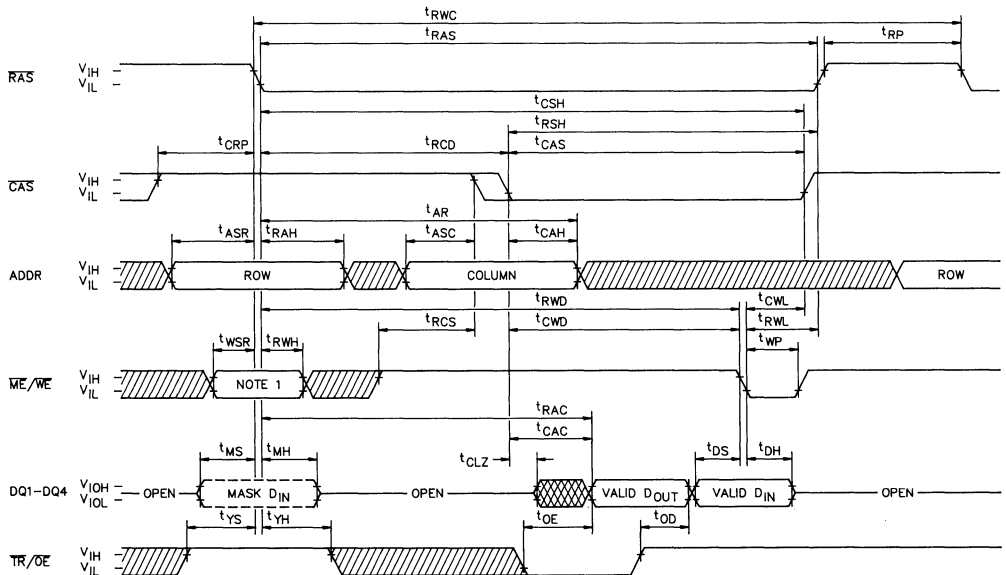 tRWC
tRAS
tRP
RAS
VIH
VIL
tCSH
tRSH
tCRP
tRCD
tCAS
CAS
VIH
VIL
tAR
tASR
tRAH
tASC
tCAH
ADDR
VIH
VIL
ROW
COLUMN
ROW
tRWD
tCWL
tRCS
tCWD
tRWL
tWSR
tRWH
tWP
ME/WE
VIH
VIL
NOTE 1
tRAC
tMS
tMH
tCAC
tCLZ
tDS
tDH
DQ1-DQ4
VIOH
VIOL
OPEN
MASK DIN
OPEN
VALID DOUT
VALID DIN
OPEN
tYS
tYH
tOE
tOD
TR/OE
VIH
VIL